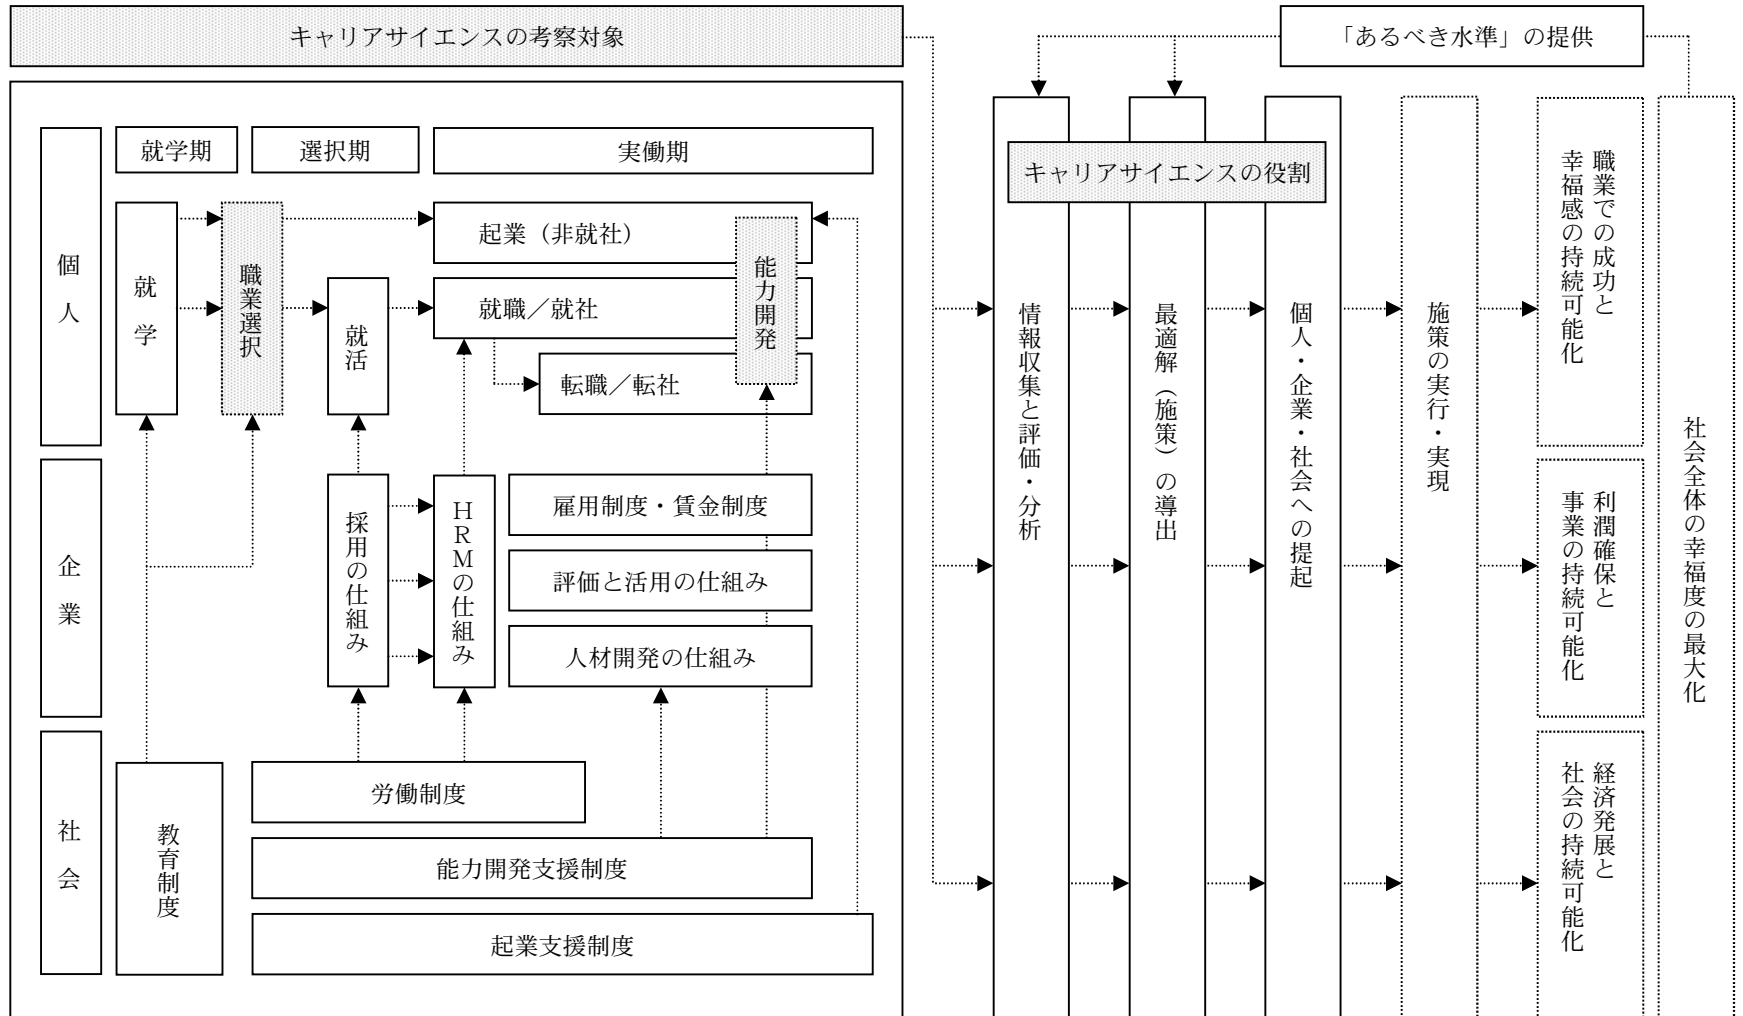 キャリアサイエンスの考察対象
「あるべき水準」の提供
就学期
選択期
実働期
キャリアサイエンスの役割
個人
就学
職業選択
就活
起業（非就社）
就職／就社
転職／転社
能力開発
企業
採用の仕組み
HRMの仕組み
雇用制度・賃金制度
評価と活用の仕組み
人材開発の仕組み
社会
教育制度
労働制度
能力開発支援制度
起業支援制度
情報収集と評価・分析
最適解（施策）の導出
個人・企業・社会への提起
施策の実行・実現
職業での成功と
幸福感の持続可能化
利潤確保と
事業の持続可能化
経済発展と
社会の持続可能化
社会全体の幸福度の最大化